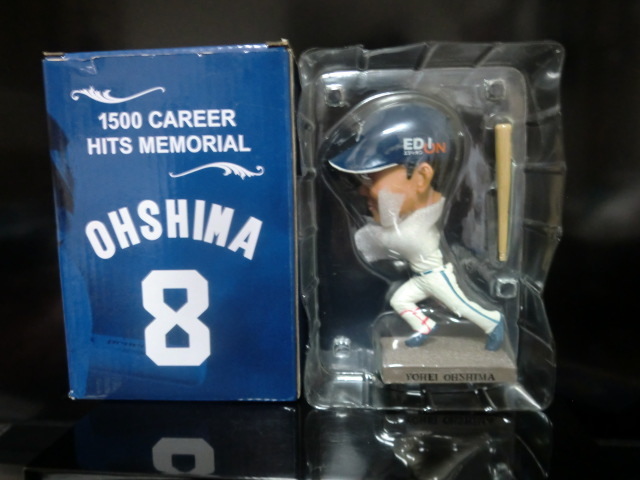 1500 CAREER
HITS MEMORIAL
OHSHIMA
8
EDION
YOHEI OHSHIMA